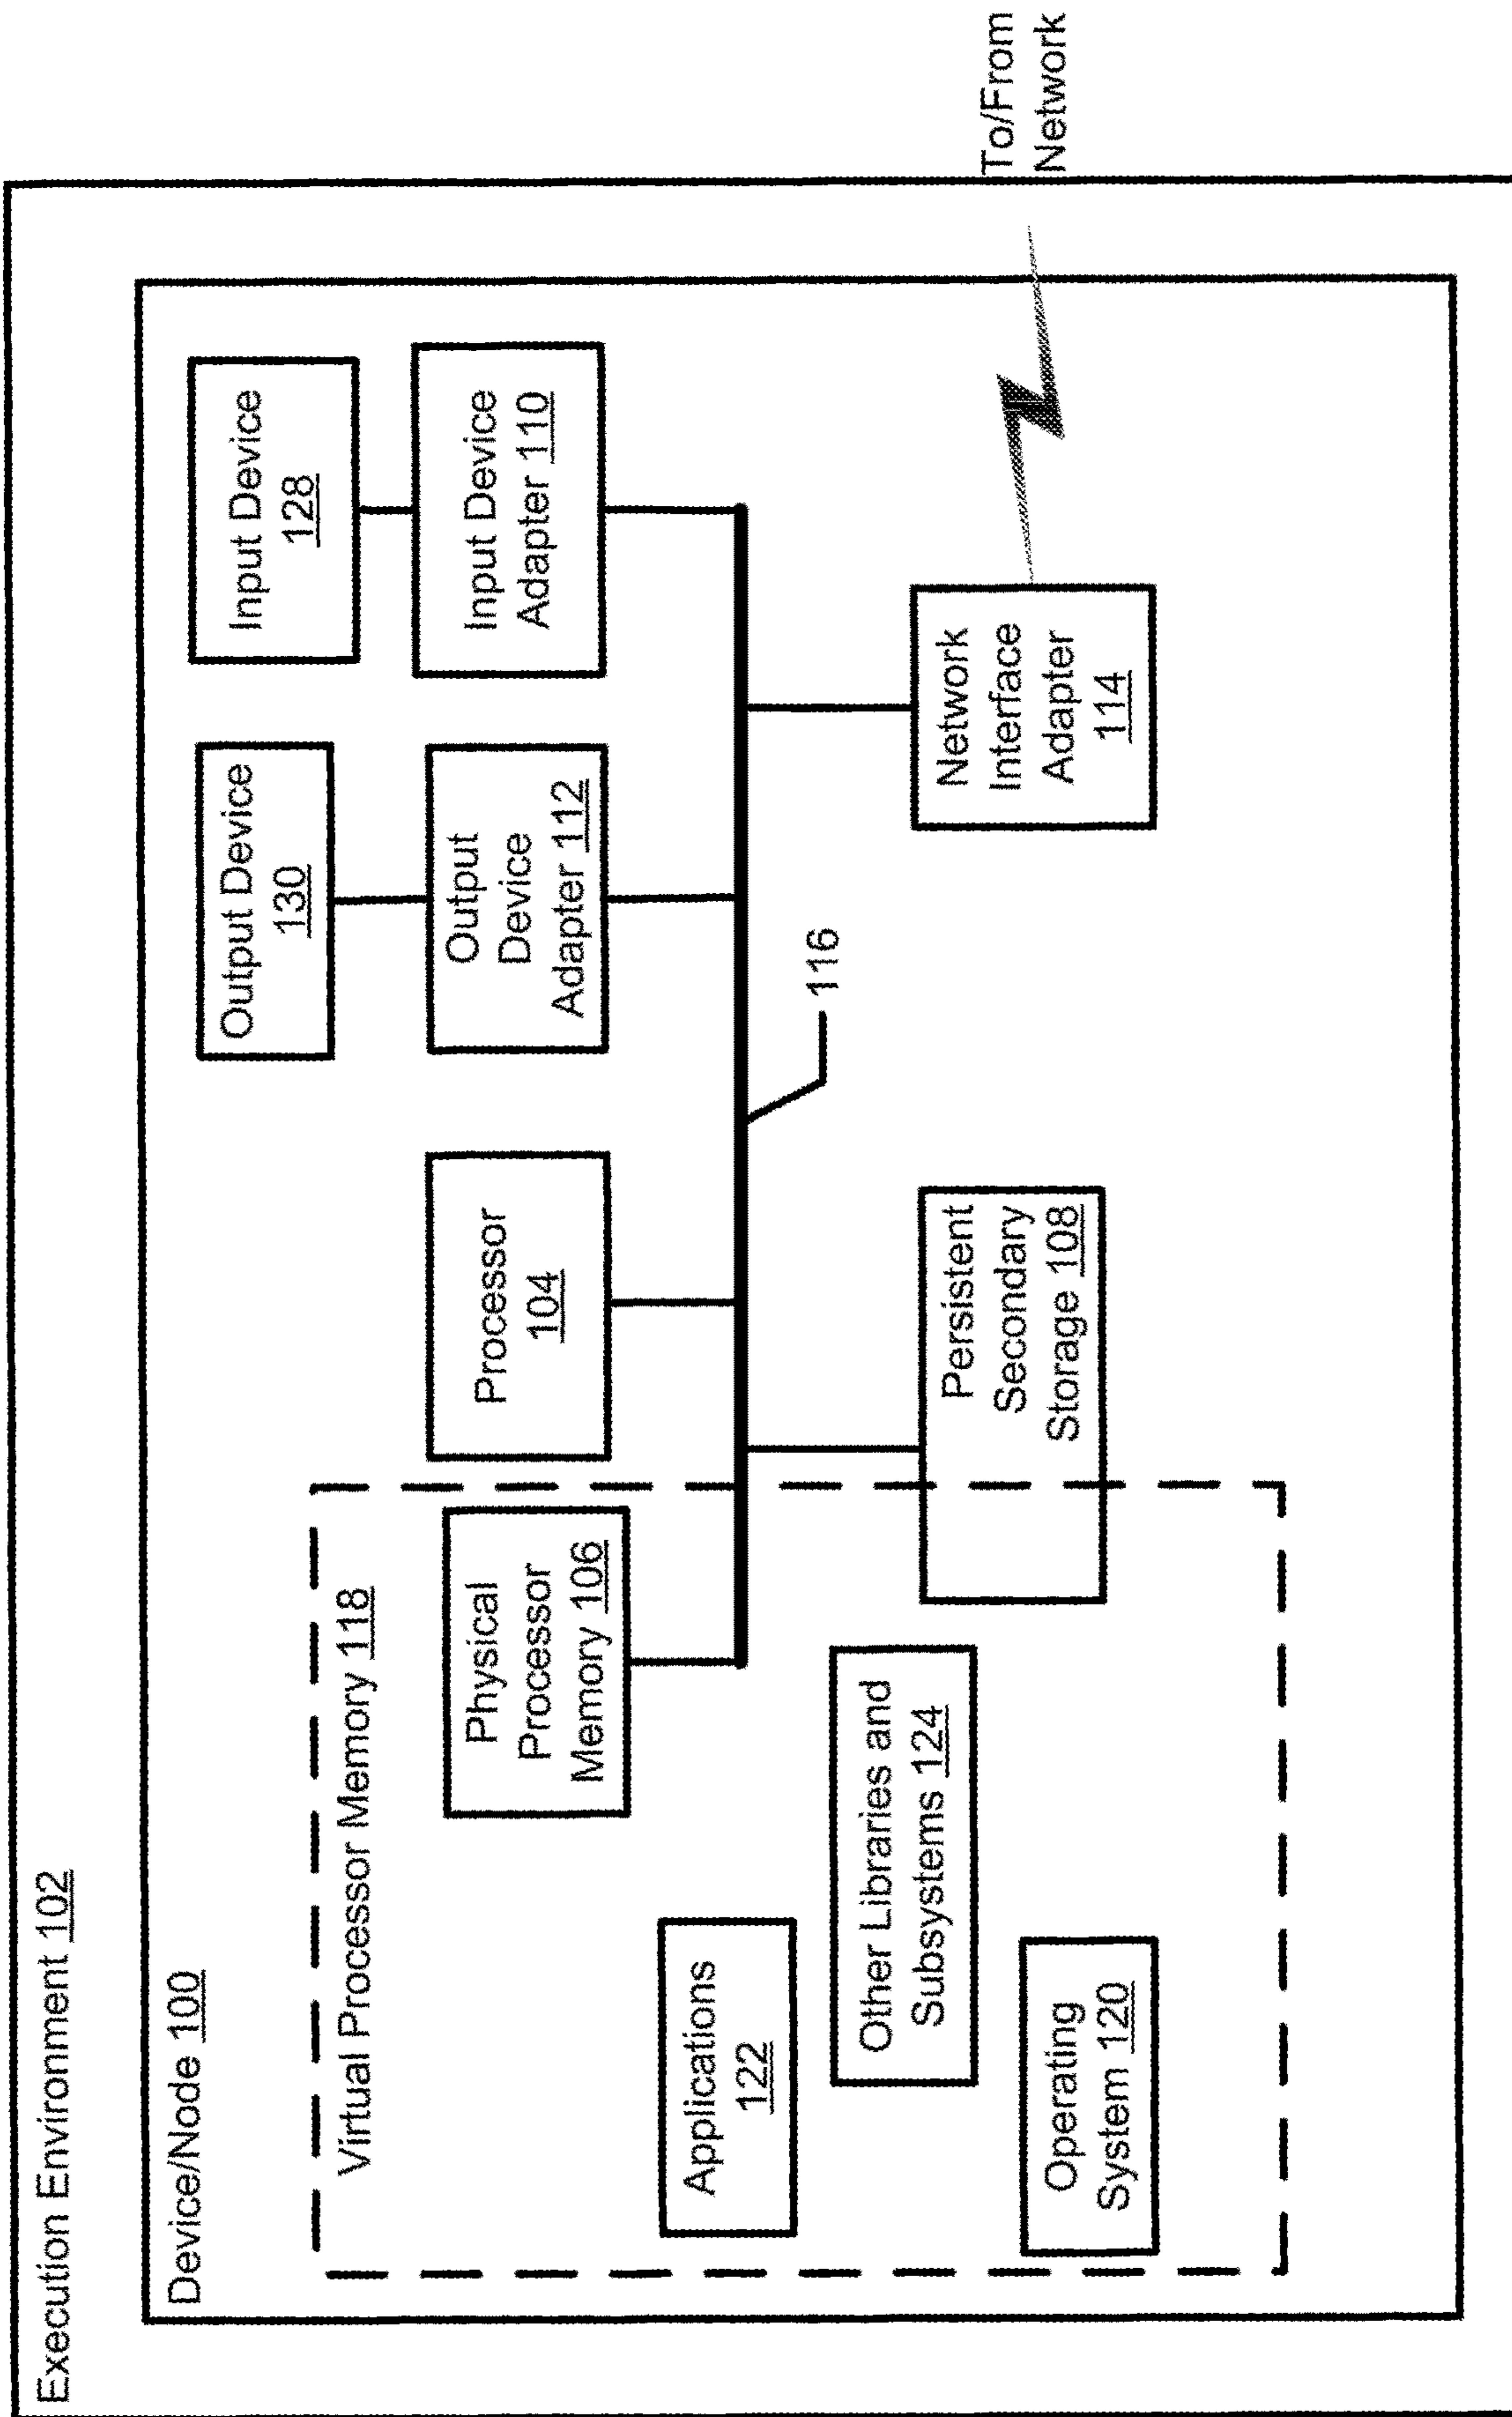 Execution Environment 102
Device/Node 100
Virtual Processor Memory 118
Output Device
130
Input Device
128
Physical
Processor
Memory 106
Processor
104
Output
Device
Adapter 112
Input Device
Adapter 110
Applications
122
116
Other Libraries and
Subsystems 124
Persistent
Secondary
Storage 108
Network
Interface
Adapter
114
To/From
Network
Operating
System 120